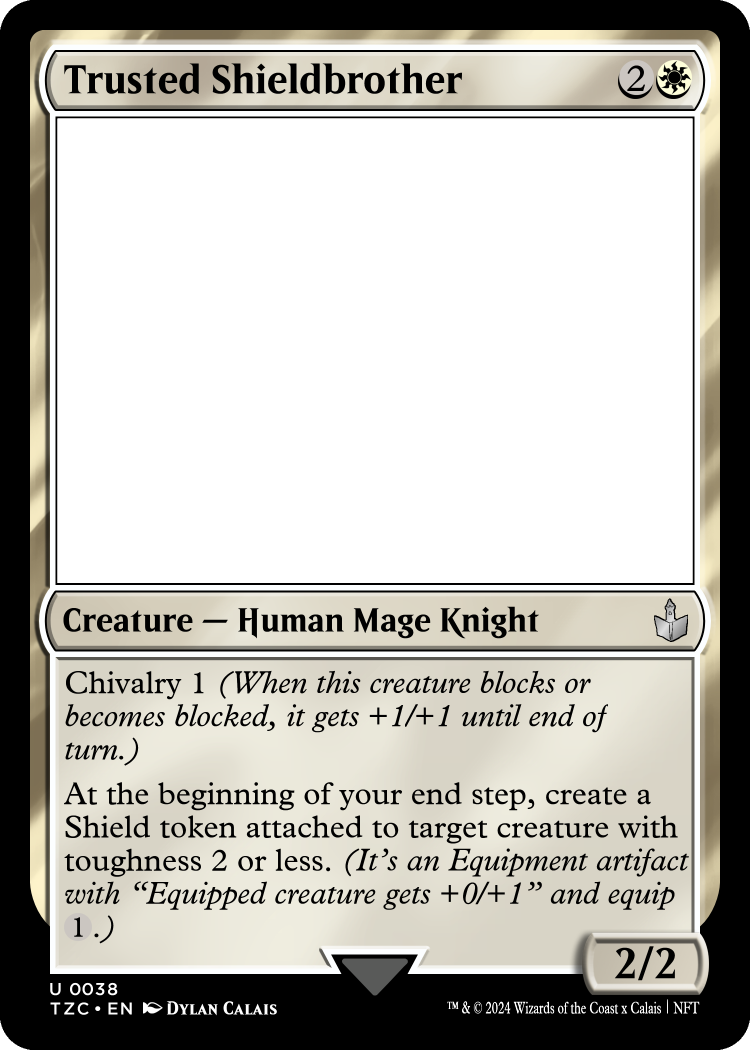 Trusted Shieldbrother 2
Creature — Human Mage Knight
Chivalry 1 (When this creature blocks or
becomes blocked, it gets +1/+1 until end of
turn.)
At the beginning of your end step, create a
Shield token attached to target creature with
toughness 2 or less. (It's an Equipment artifact
with “Equipped creature gets +0/+1” and equip
1.)
2/2
U 0038
TZC • EN Dylan Calais
™ & © 2024 Wizards of the Coast x Calais | NFT